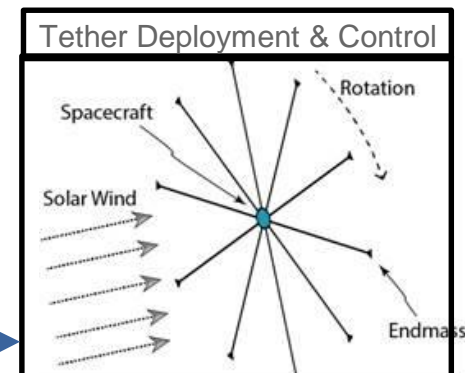 Tether Deployment & Control
Rotation
Spacecraft
Solar Wind
Endmass